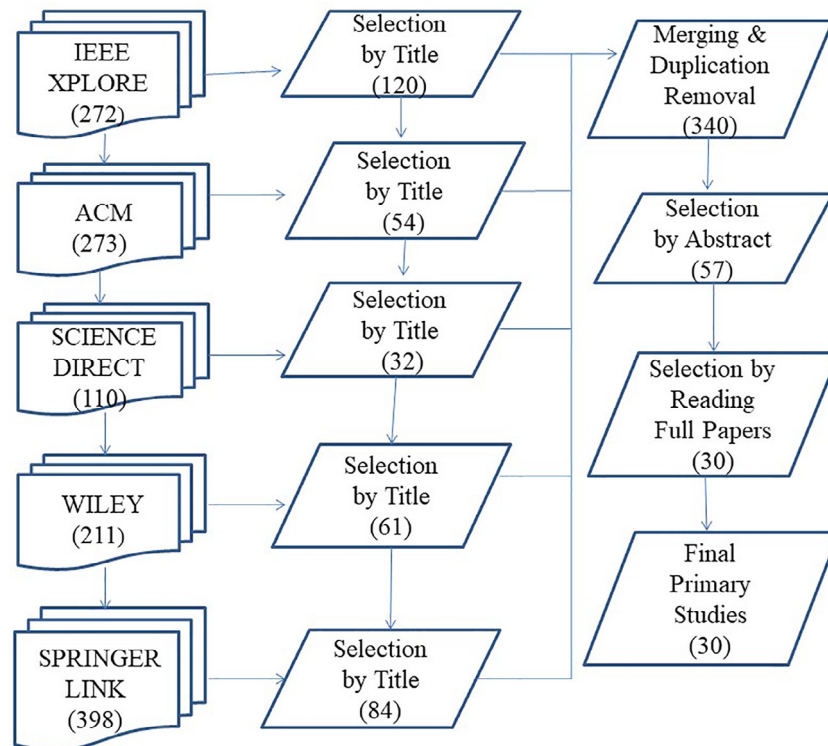 IEEE
XPLORE
(272)
Selection
by Title
(120)
Merging &
Duplication
Removal
(340)
ACM
(273)
Selection
by Title
(54)
Selection
by Abstract
(57)
SCIENCE
DIRECT
(110)
Selection
by Title
(32)
Selection by
Reading
Full Papers
(30)
WILEY
(211)
Selection
by Title
(61)
Final
Primary
Studies
(30)
SPRINGER
LINK
(398)
Selection
by Title
(84)